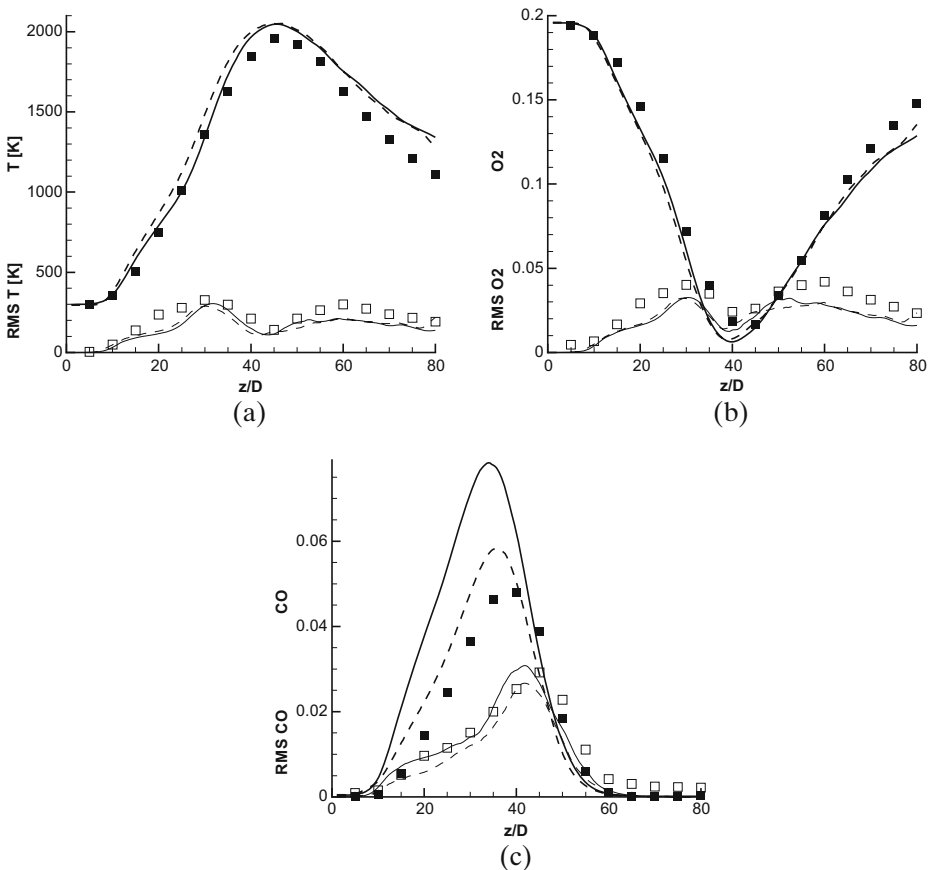 2000
1500
1000
500
0
T [K]
RMS T [K]
0 20 40 60 80
z/D
(a)
0.2
0.15
0.1
0.05
0
O2
RMS O2
0 20 40 60 80
z/D
(b)
0.06
0.04
0.02
0
CO
RMS CO
0 20 40 60 80
z/D
(c)